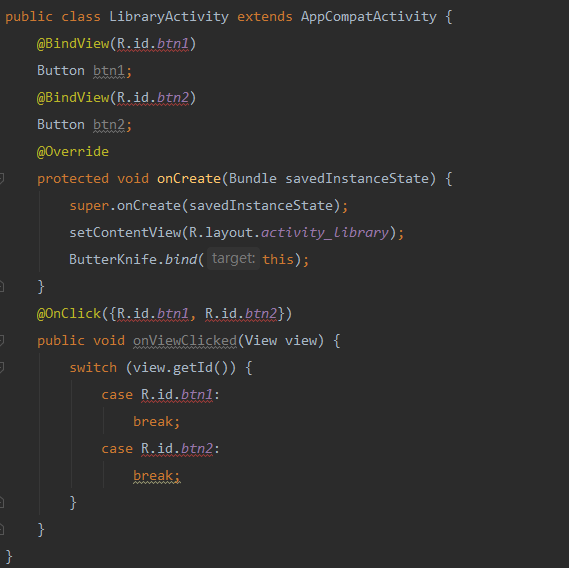 public class LibraryActivity extends AppCompatActivity {
    @BindView(R.id.btn1)
    Button btn1;
    @BindView(R.id.btn2)
    Button btn2;
    @Override
    protected void onCreate(Bundle savedInstanceState) {
        super.onCreate(savedInstanceState);
        setContentView(R.layout.activity_library);
        ButterKnife.bind( target: this);
    }
    @OnClick({R.id.btn1, R.id.btn2})
    public void onViewClicked(View view) {
        switch (view.getId()) {
            case R.id.btn1:
                break;
            case R.id.btn2:
                break;
        }
    }
}